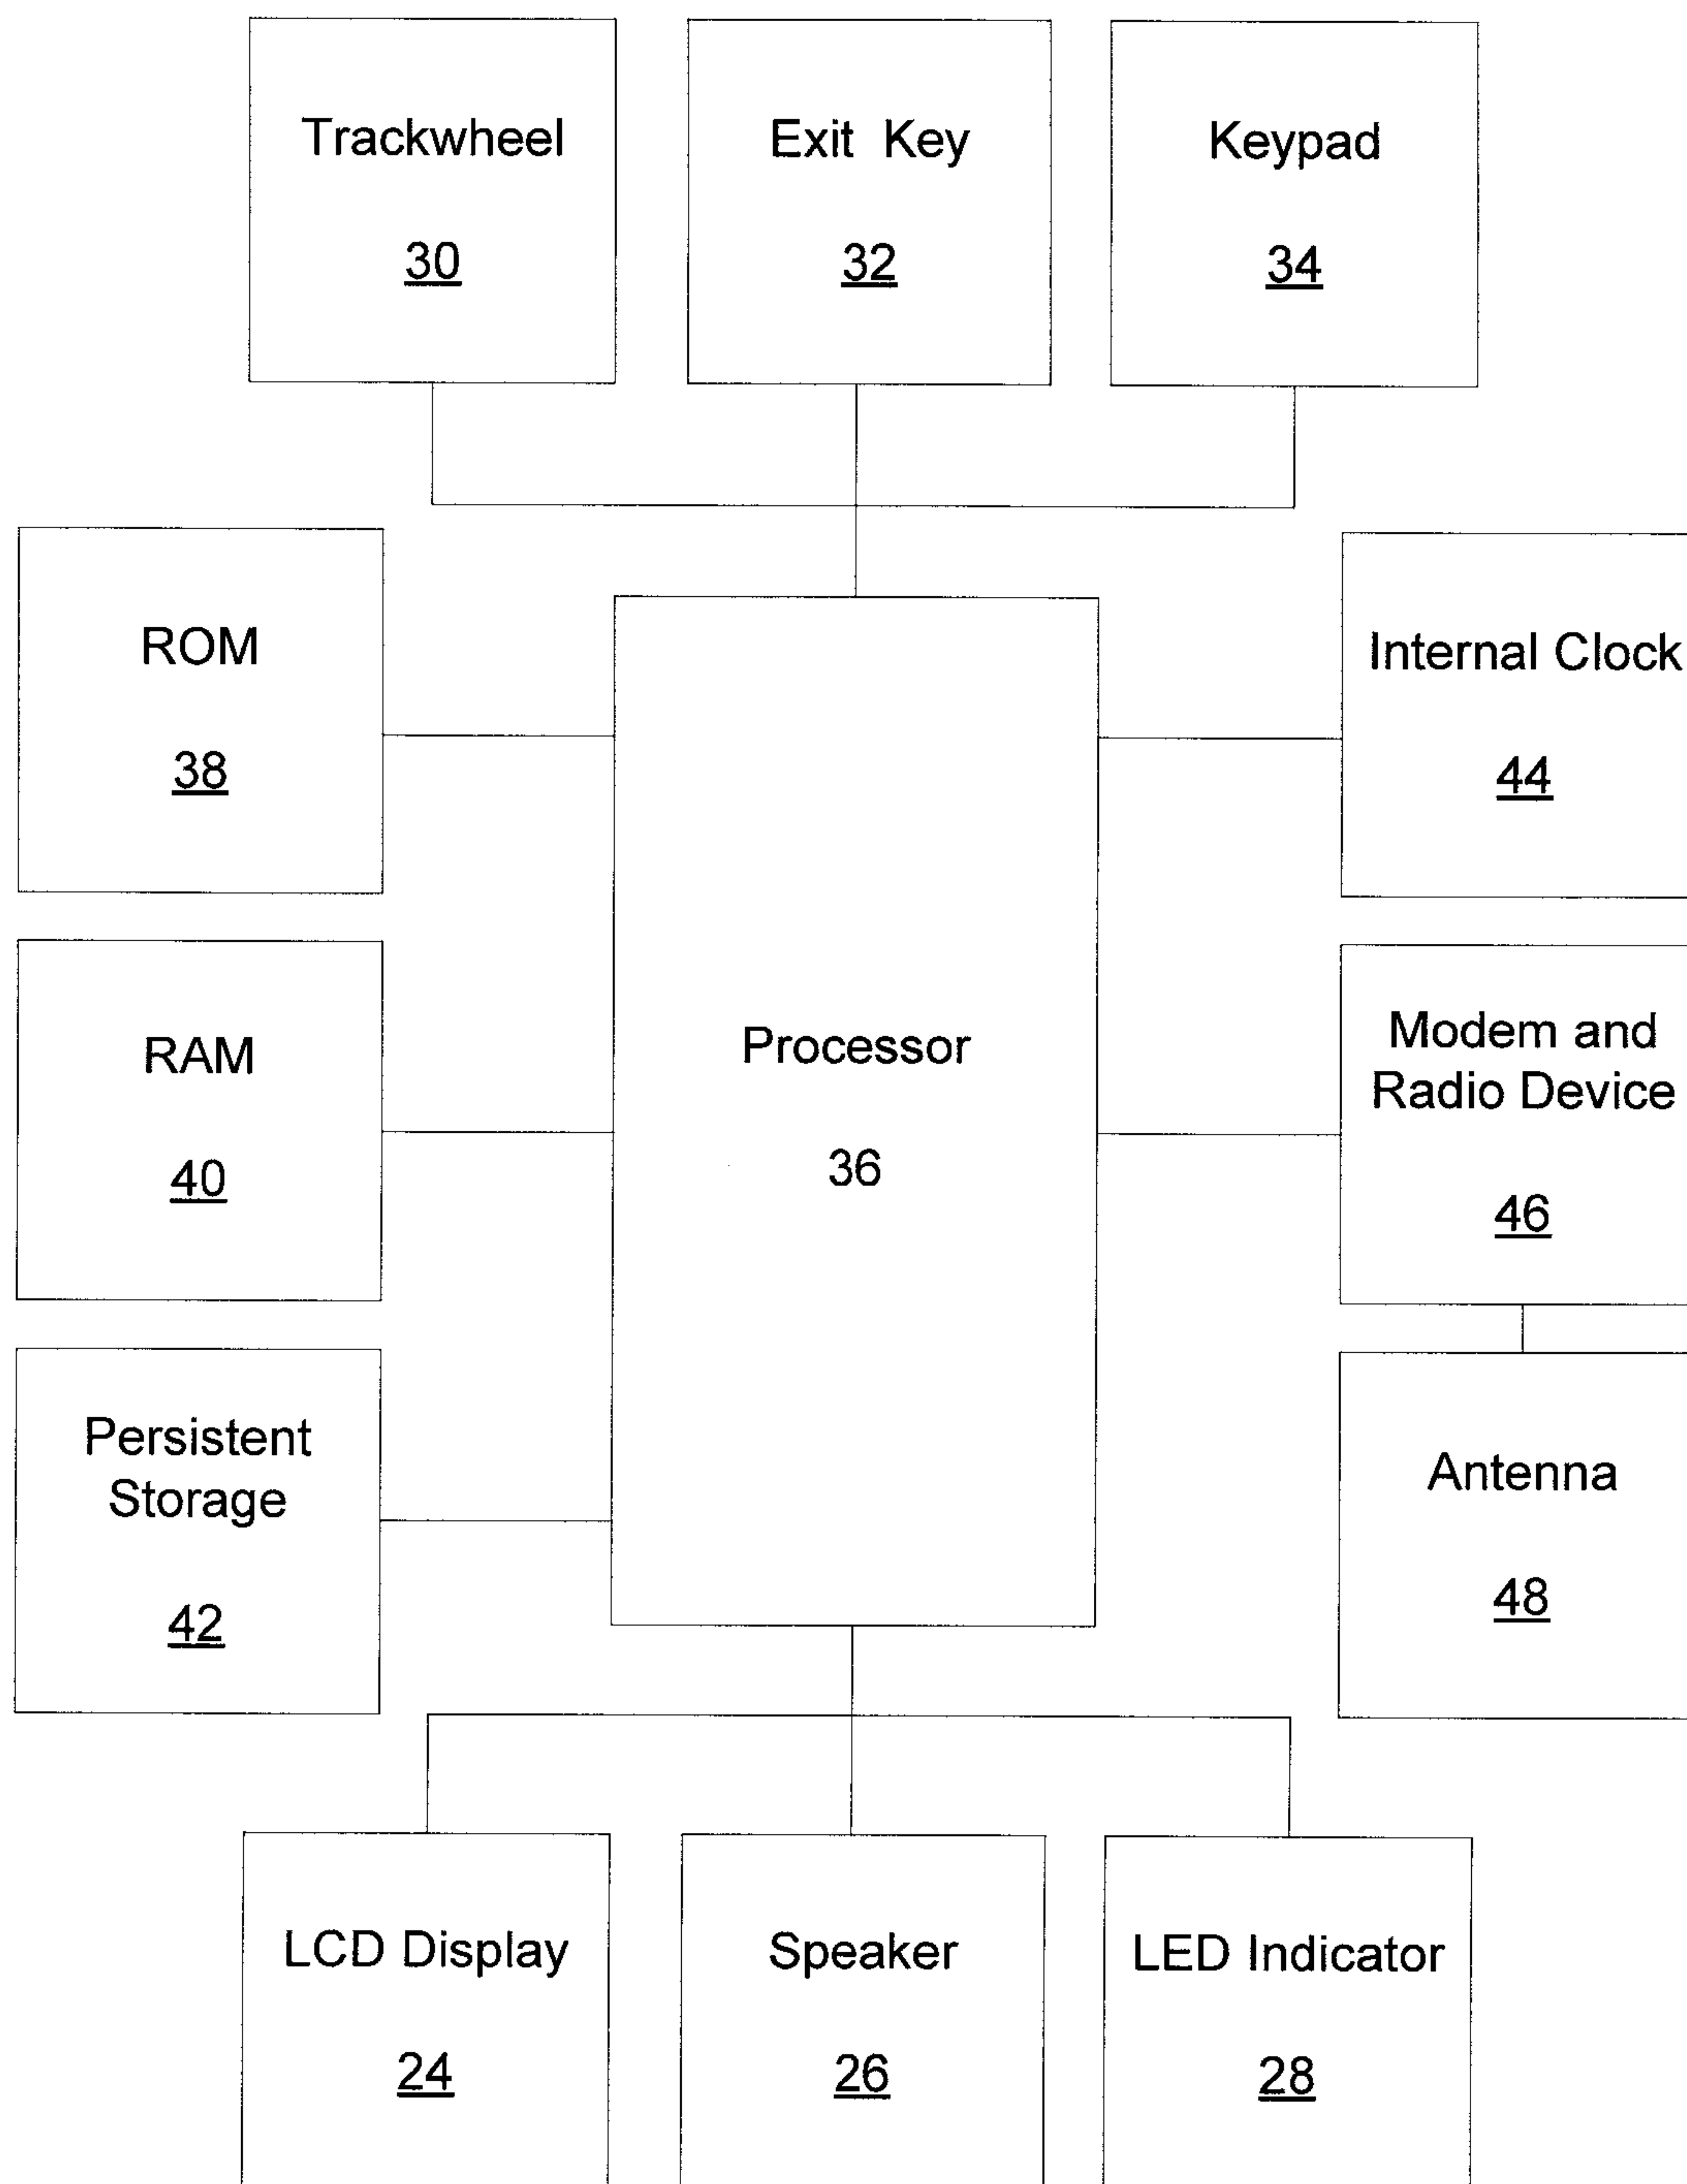 Trackwheel
30
Exit Key
32
Keypad
34
ROM
38
Internal Clock
44
RAM
40
Processor
36
Modem and
Radio Device
46
Persistent
Storage
42
Antenna
48
LCD Display
24
Speaker
26
LED Indicator
28